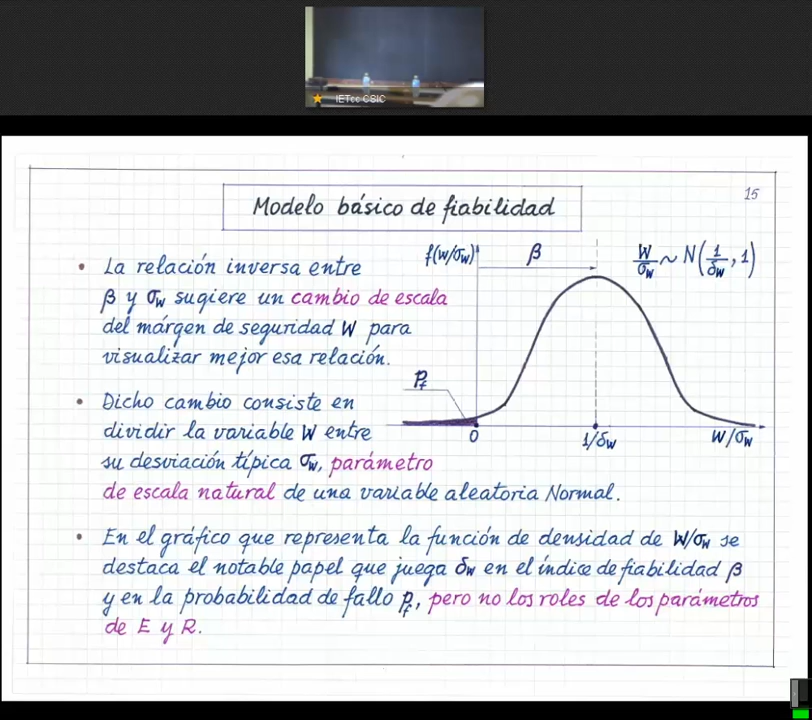 IETcc CSIC
Modelo básico de fiabilidad
15
• La relación inversa entre
β y σw sugiere un cambio de escala
del márgen de seguridad W para
visualizar mejor esa relación.
f(w/σw)
β
W/σw ~ N(1/δw, 1)
Pf
0
1/δw
W/σw
• Dicho cambio consiste en
dividir la variable W entre
su desviación típica σw, parámetro
de escala natural de una variable aleatoria Normal.
• En el gráfico que representa la función de densidad de W/σw se
destaca el notable papel que juega δw en el índice de fiabilidad β
y en la probabilidad de fallo pf, pero no los roles de los parámetros
de E y R.